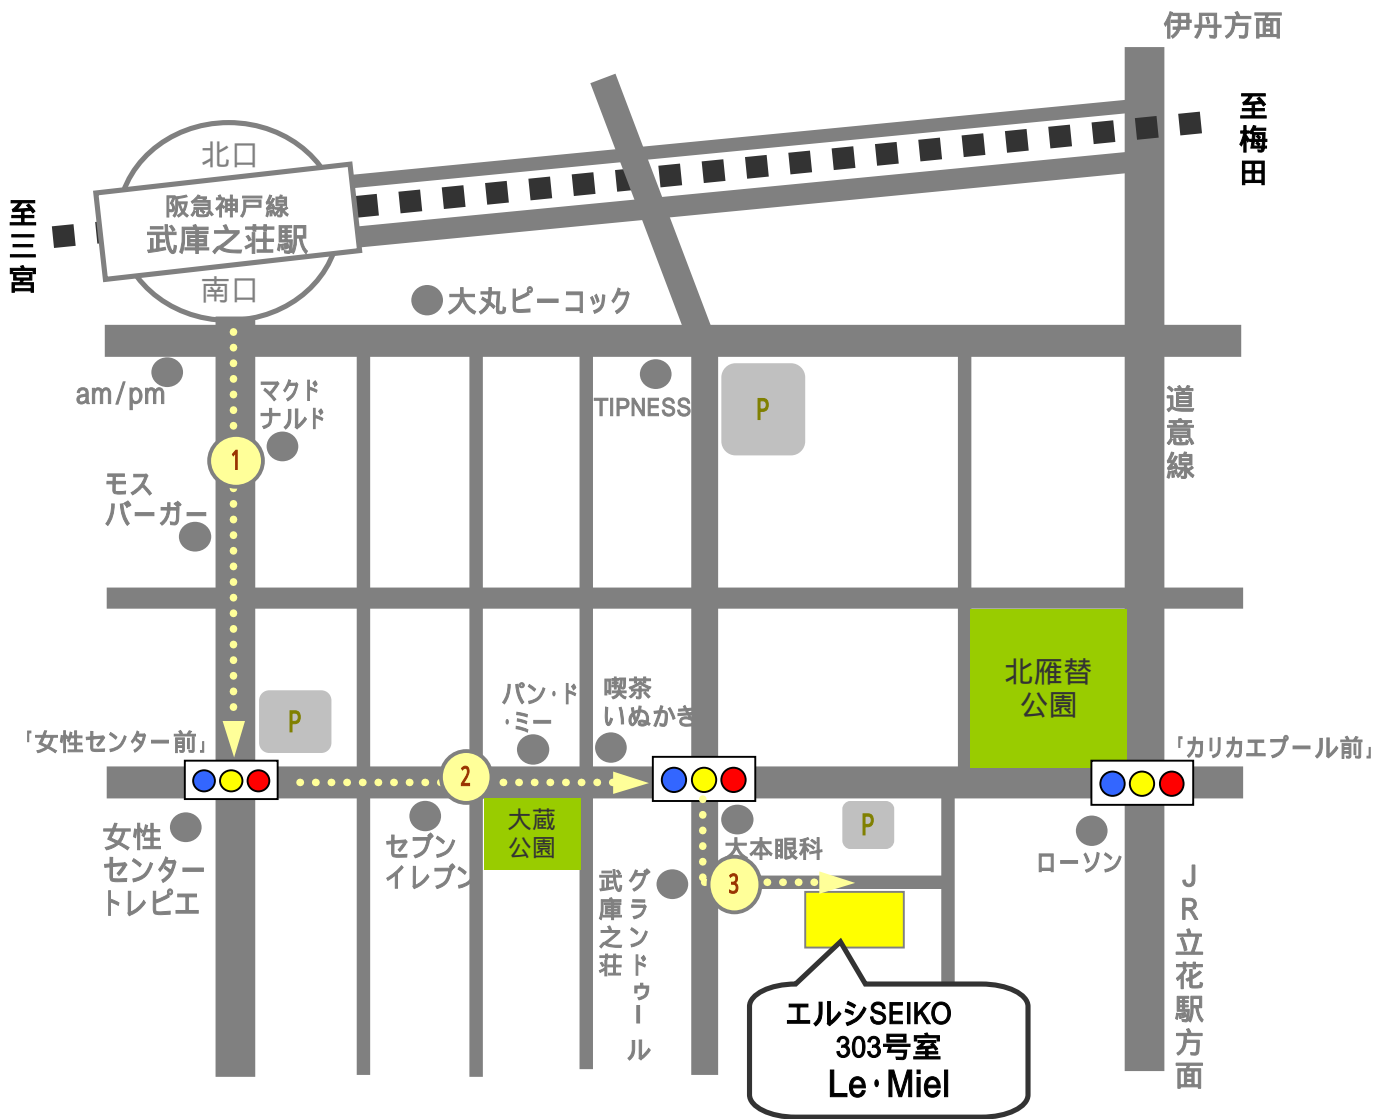 伊丹方面
至梅田
北口
阪急神戸線
武庫之荘駅
南口
至三宮
大丸ピーコック
am/pm
マクド
ナルド
TIPNESS
P
道意線
1
モス
バーガー
北雁替
公園
パン・ド
・ミー
喫茶
いぬかき
P
「女性センター前」
「カリカエプール前」
2
女性
センター
トレピエ
セブン
イレブン
大蔵
公園
大本眼科
P
ローソン
3
グランドゥール
武庫之荘
JR立花駅方面
エルシSEIKO
303号室
Le・Miel